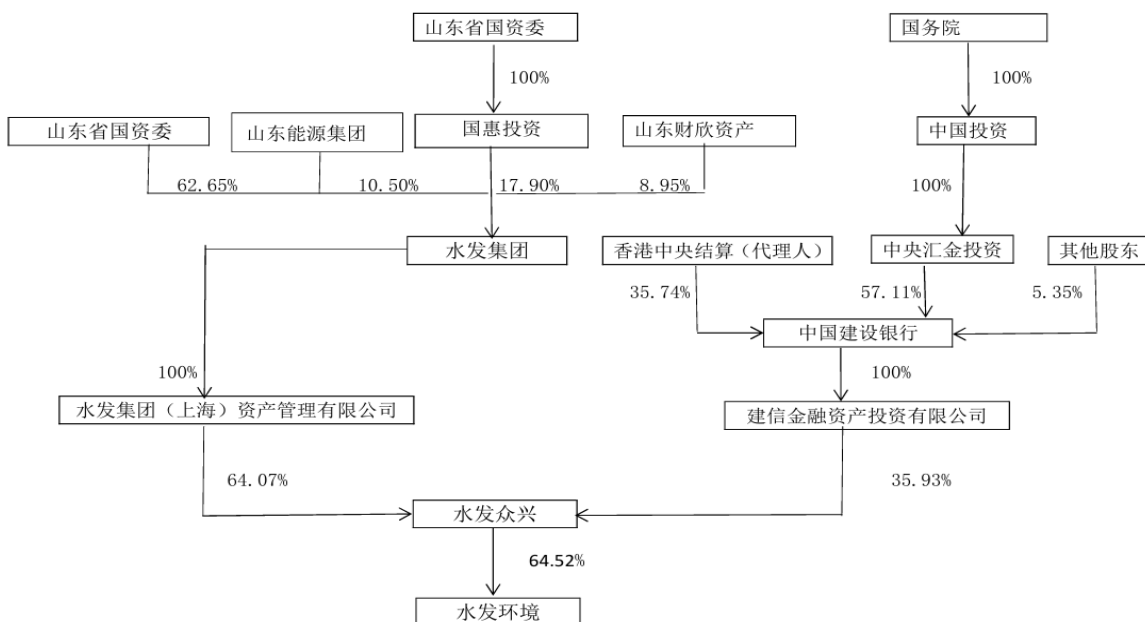 山东省国资委
国务院
100%
100%
山东省国资委
山东能源集团
国惠投资
山东财欣资产
中国投资
62.65%
10.50%
17.90%
8.95%
100%
水发集团
香港中央结算（代理人）
中央汇金投资
其他股东
35.74%
57.11%
5.35%
中国建设银行
100%
100%
水发集团（上海）资产管理有限公司
建信金融资产投资有限公司
64.07%
35.93%
水发众兴
64.52%
水发环境